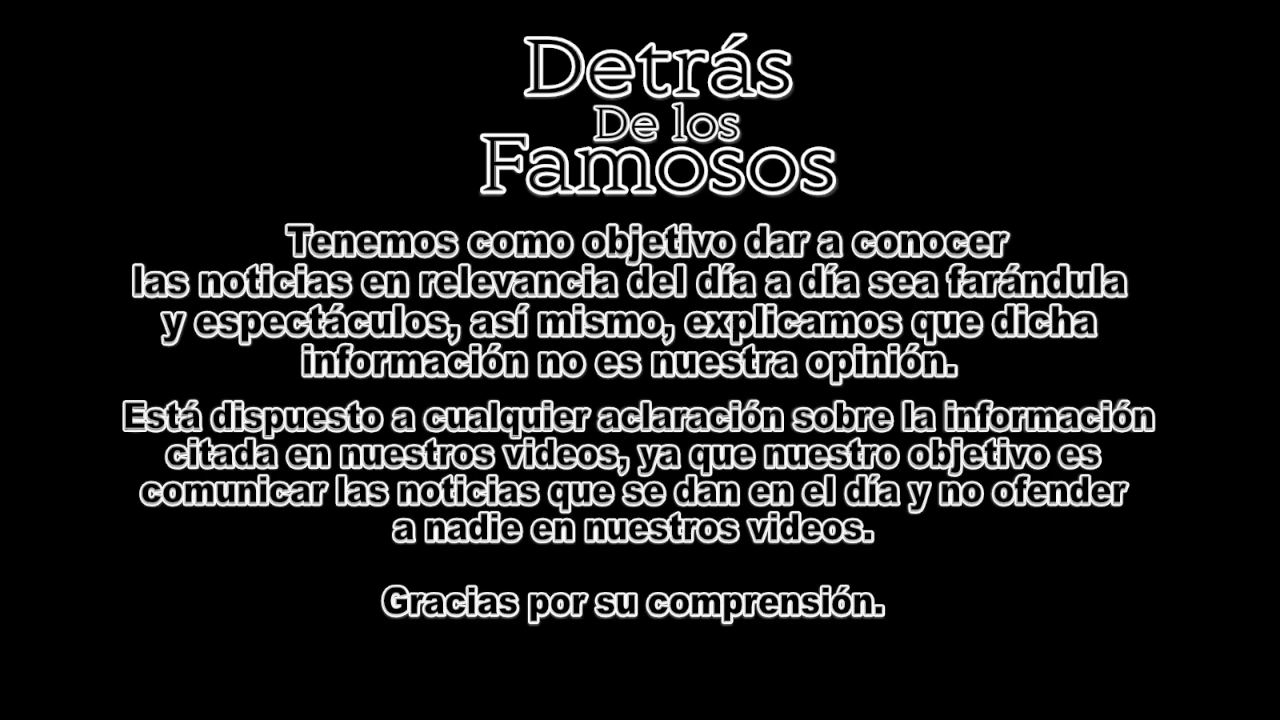 Detrás
De los
Famosos
Tenemos como objetivo dar a conocer
las noticias en relevancia del día a día sea farándula
y espectáculos, así mismo, explicamos que dicha
información no es nuestra opinión.
Está dispuesto a cualquier aclaración sobre la información
citada en nuestros videos, ya que nuestro objetivo es
comunicar las noticias que se dan en el día y no ofender
a nadie en nuestros videos.
Gracias por su comprensión.